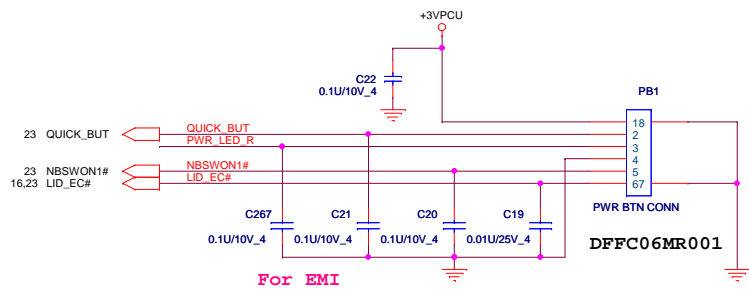 +3VPCU
C22
0.1U/10V_4
PB1
23 QUICK_BUT
QUICK_BUT
PWR_LED_R
23 NBSWON1#
NBSWON1#
16,23 LID_EC#
LID_EC#
18
2
3
4
5
67
PWR BTN CONN
C267
0.1U/10V_4
C21
0.1U/10V_4
C20
0.1U/10V_4
C19
0.01U/25V_4
DFFC06MR001
For EMI